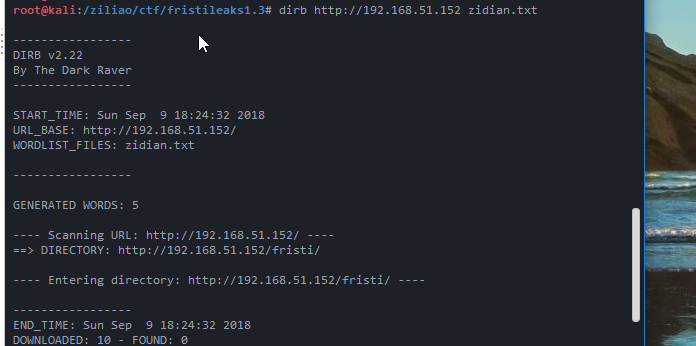 root@kali:/ziliao/ctf/fristileaks1.3# dirb http://192.168.51.152 zidian.txt
-----------------
DIRB v2.22
By The Dark Raver
-----------------
START_TIME: Sun Sep  9 18:24:32 2018
URL_BASE: http://192.168.51.152/
WORDLIST_FILES: zidian.txt
-----------------
GENERATED WORDS: 5
---- Scanning URL: http://192.168.51.152/ ----
==> DIRECTORY: http://192.168.51.152/fristi/
---- Entering directory: http://192.168.51.152/fristi/ ----
-----------------
END_TIME: Sun Sep  9 18:24:32 2018
DOWNLOADED: 10 - FOUND: 0